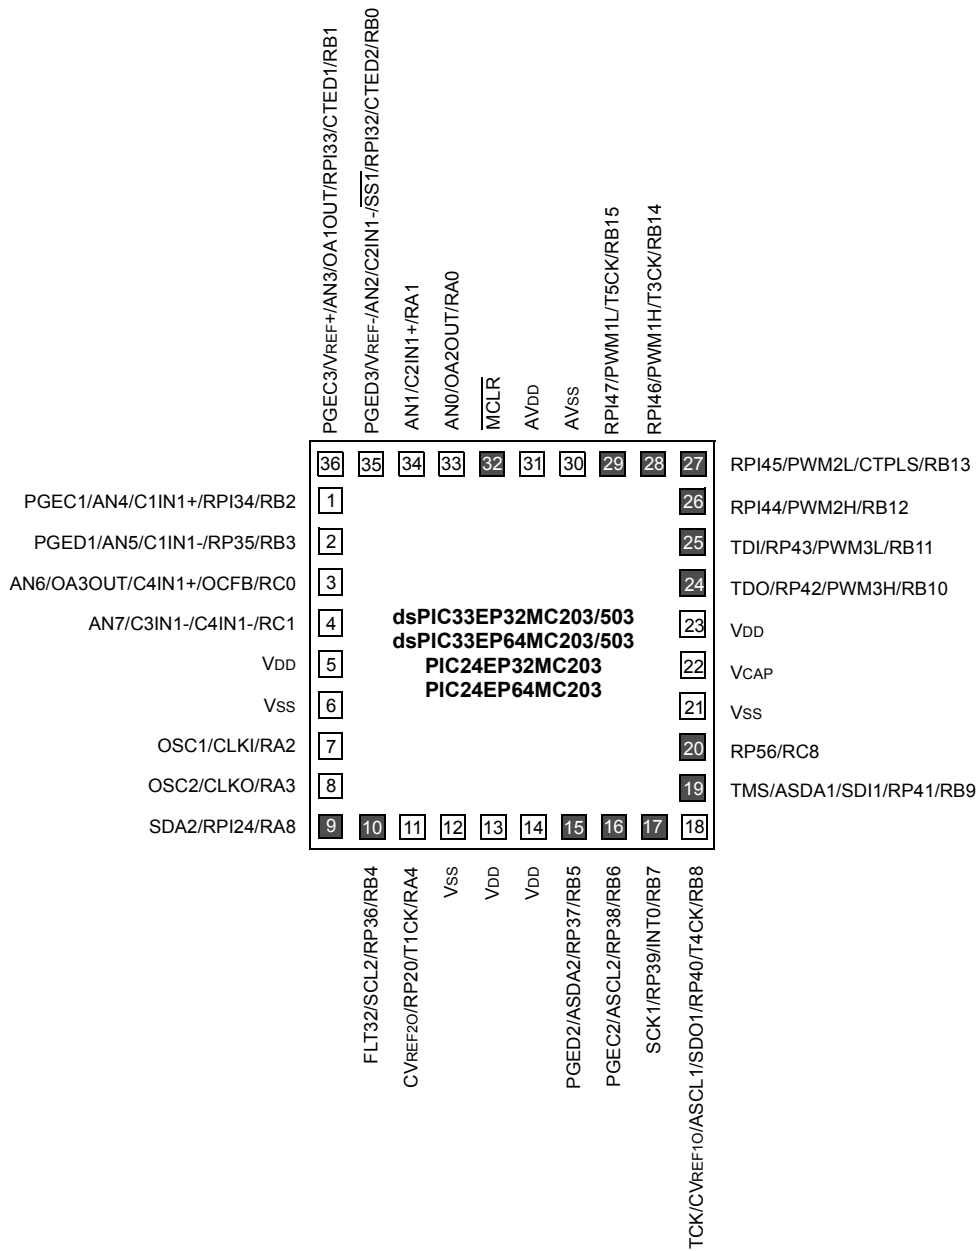 PGEC3/VREF+/AN3/OA1OUT/RPI33/CTED1/RB1
PGED3/VREF-/AN2/C2IN1-/SS1/RPI32/CTED2/RB0
AN1/C2IN1+/RA1
AN0/OA2OUT/RA0
MCLR
AVDD
AVSS
RPI47/PWM1L/T5CK/RB15
RPI46/PWM1H/T3CK/RB14
36 35 34 33 32 31 30 29 28 27 RPI45/PWM2L/CTPLS/RB13
PGEC1/AN4/C1IN1+/RPI34/RB2 1 26 RPI44/PWM2H/RB12
PGED1/AN5/C1IN1-/RP35/RB3 2 25 TDI/RP43/PWM3L/RB11
AN6/OA3OUT/C4IN1+/OCFB/RC0 3 24 TDO/RP42/PWM3H/RB10
AN7/C3IN1-/C4IN1-/RC1 4 23 VDD
dsPIC33EP32MC203/503
dsPIC33EP64MC203/503
PIC24EP32MC203
PIC24EP64MC203
VDD 5 22 VCAP
VSS 6 21 VSS
OSC1/CLKI/RA2 7 20 RP56/RC8
OSC2/CLKO/RA3 8 19 TMS/ASDA1/SDI1/RP41/RB9
SDA2/RPI24/RA8 9 10 11 12 13 14 15 16 17 18
FLT32/SCL2/RP36/RB4
CVREF2O/RP20/T1CK/RA4
VSS
VDD
VDD
PGED2/ASDA2/RP37/RB5
PGEC2/ASCL2/RP38/RB6
SCK1/RP39/INT0/RB7
TCK/CVREF1O/ASCL1/SDO1/RP40/T4CK/RB8